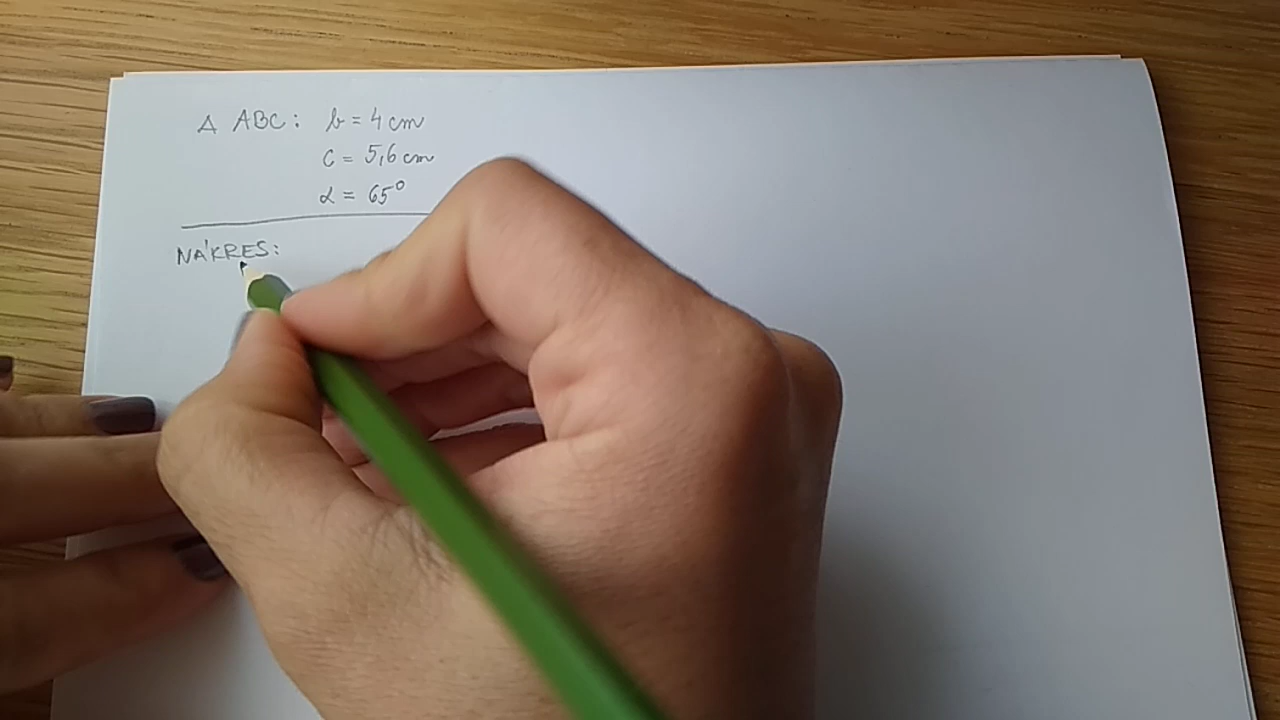 Δ ABC: b = 4 cm
c = 5,6 cm
α = 65°
NÁKRES: